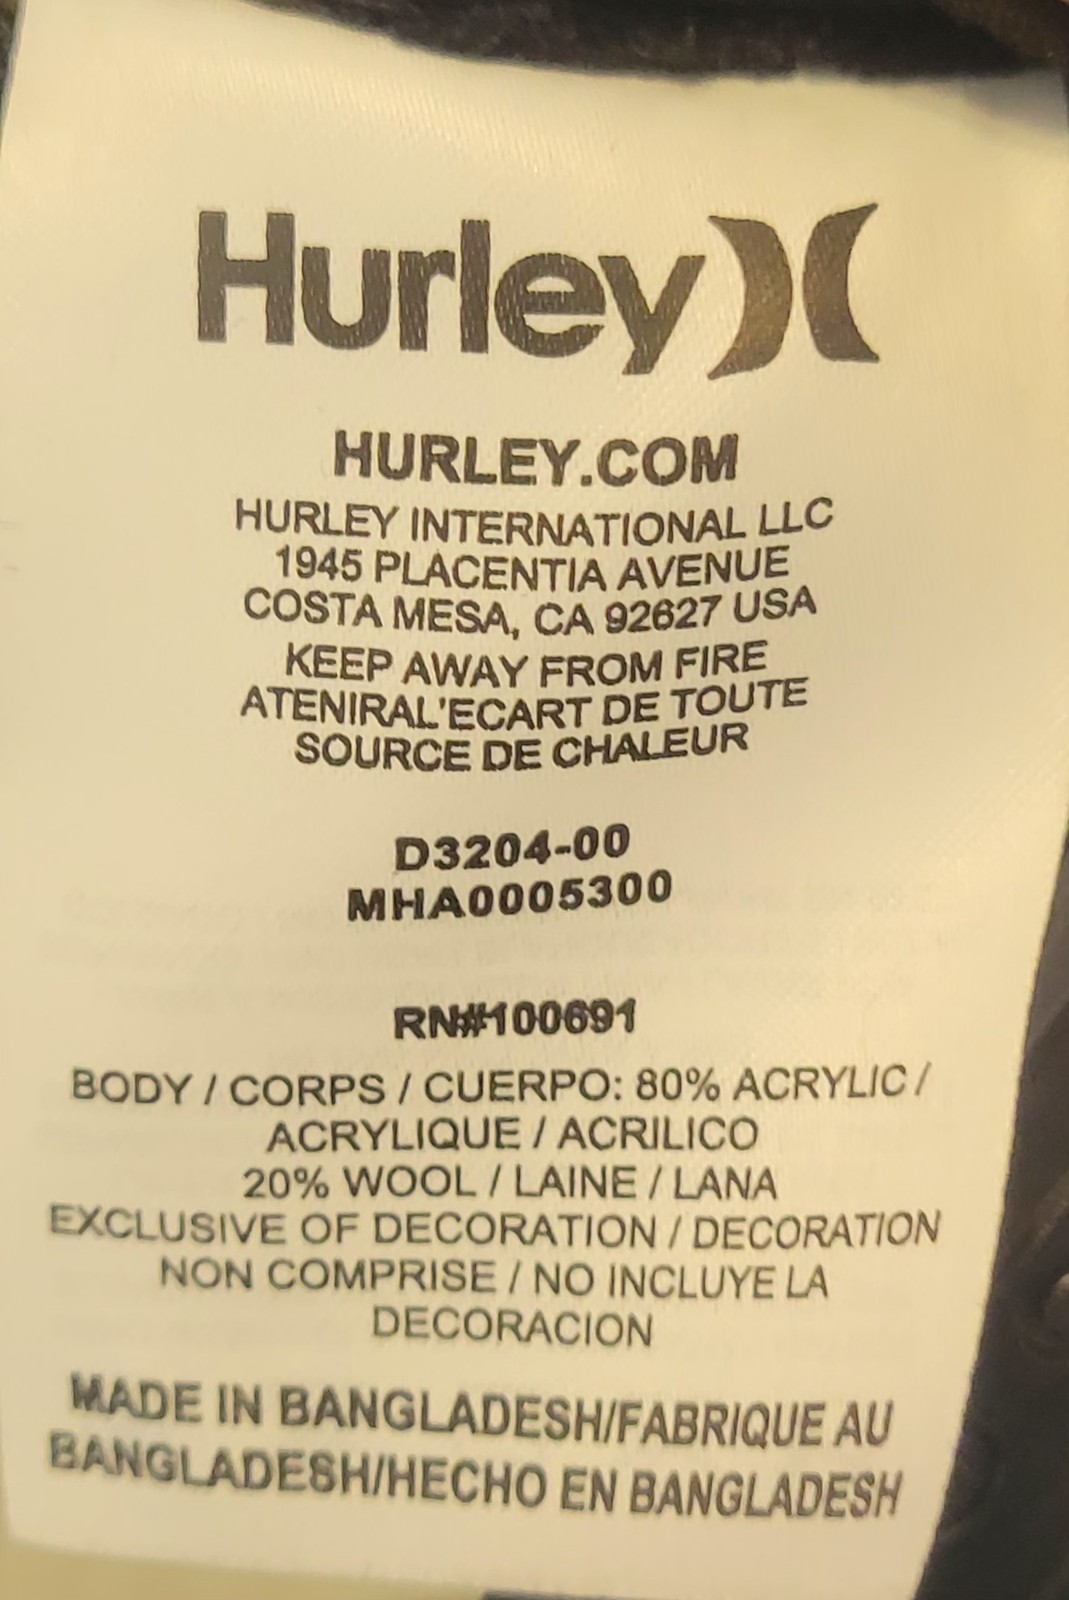 Hurley
HURLEY.COM
HURLEY INTERNATIONAL LLC
1945 PLACENTIA AVENUE
COSTA MESA, CA 92627 USA
KEEP AWAY FROM FIRE
ATENIRAL'ECART DE TOUTE
SOURCE DE CHALEUR
D3204-00
MHA0005300
RN#100691
BODY / CORPS / CUERPO: 80% ACRYLIC /
ACRYLIQUE / ACRILICO
20% WOOL / LAINE / LANA
EXCLUSIVE OF DECORATION / DECORATION
NON COMPRISE / NO INCLUYE LA
DECORACION
MADE IN BANGLADESH/FABRIQUE AU
BANGLADESH/HECHO EN BANGLADESH